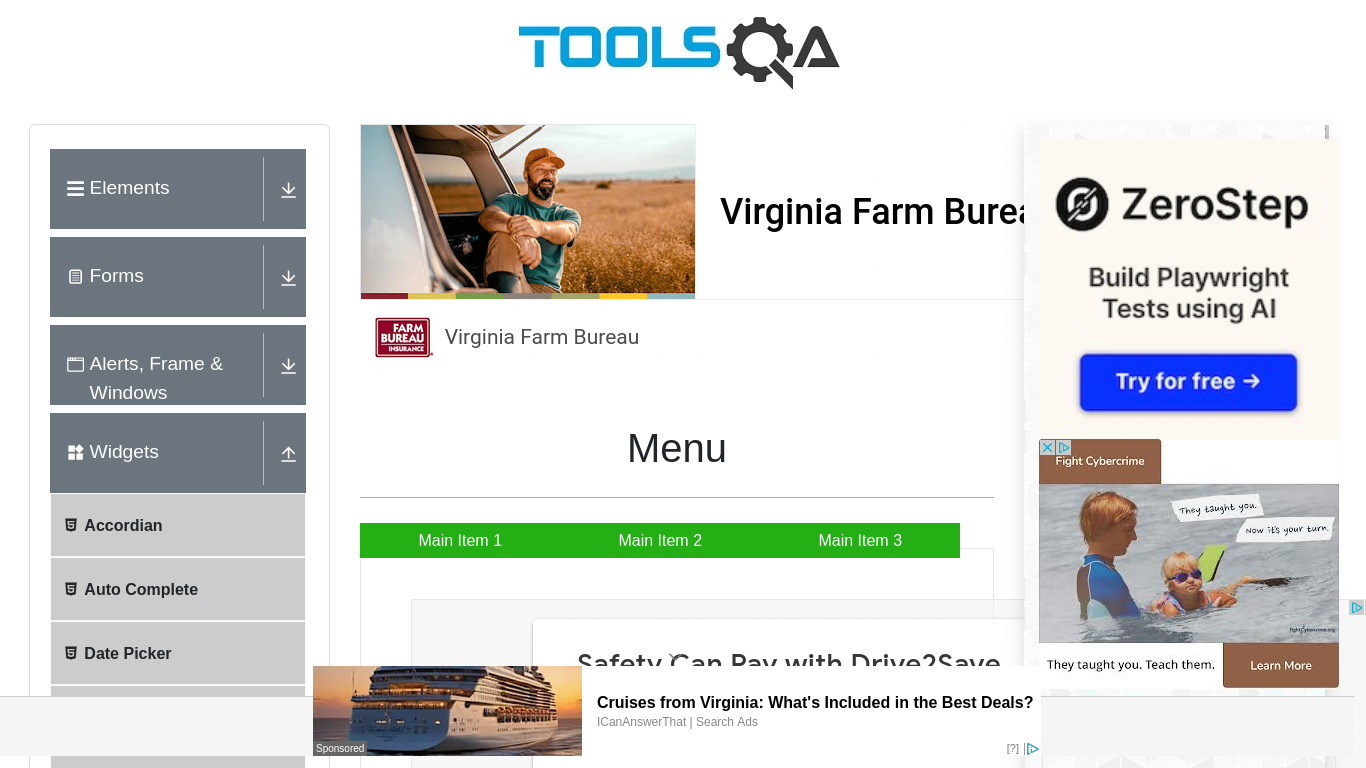 TOOLSQA
Elements
Forms
Alerts, Frame &
Windows
Widgets
Accordian
Auto Complete
Date Picker
Virginia Farm Burea
FARM
BUREAU
INSURANCE
Virginia Farm Bureau
Menu
Main Item 1
Main Item 2
Main Item 3
Safety Can Pay with Drive2Save
Sponsored
Cruises from Virginia: What's Included in the Best Deals?
ICanAnswerThat | Search Ads
[?]
ZeroStep
Build Playwright
Tests using AI
Try for free →
Fight Cybercrime
They taught you.
Now it's your turn.
fightcybercrime.org
They taught you. Teach them.
Learn More